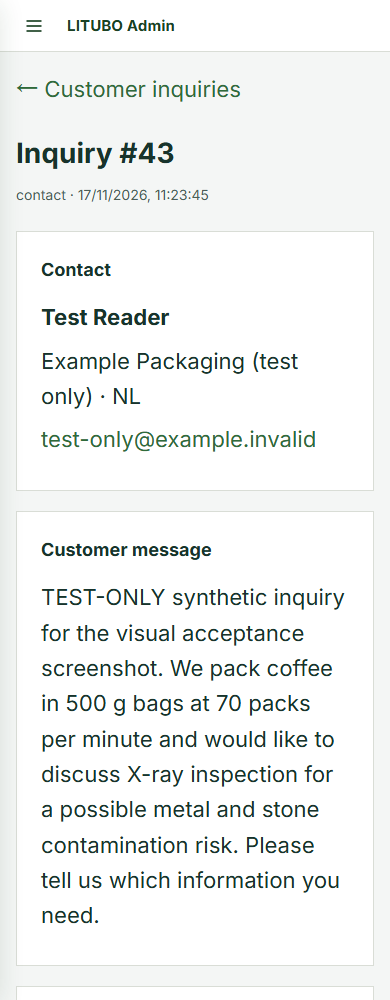 LITUBO Admin
← Customer inquiries
Inquiry #43
contact · 17/11/2026, 11:23:45
Contact
Test Reader
Example Packaging (test
only) · NL
test-only@example.invalid
Customer message
TEST-ONLY synthetic inquiry
for the visual acceptance
screenshot. We pack coffee
in 500 g bags at 70 packs
per minute and would like to
discuss X-ray inspection for
a possible metal and stone
contamination risk. Please
tell us which information you
need.